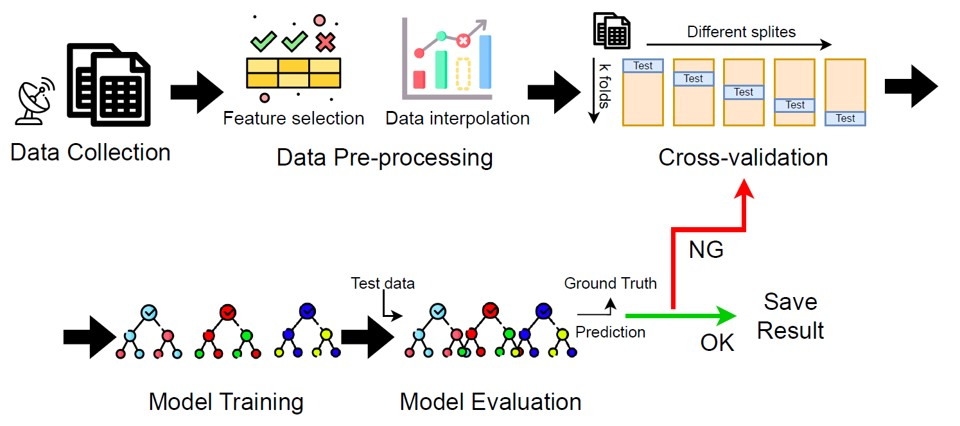 Different splites
k folds
Test
Test
Test
Test
Test
Feature selection
Data interpolation
Data Collection
Data Pre-processing
Cross-validation
NG
Test data
Ground Truth
Prediction
OK
Save
Result
Model Training
Model Evaluation